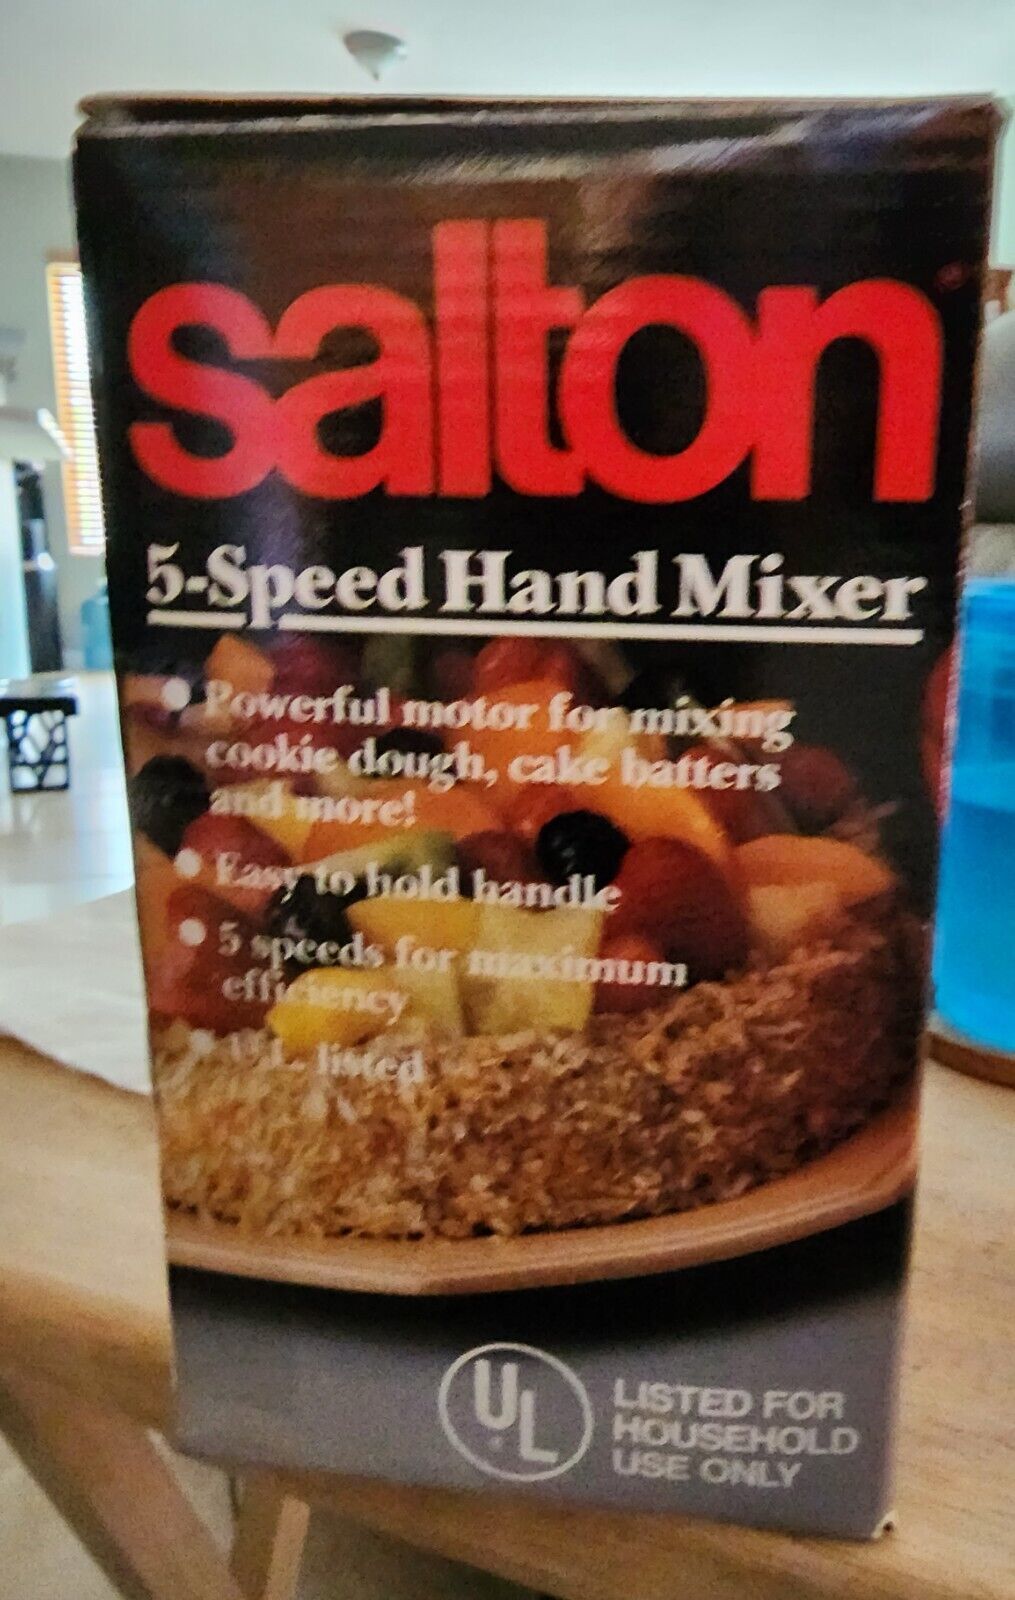 salton
5-Speed Hand Mixer
• Powerful motor for mixing
cookie dough, cake batters
and more!
• Easy to hold handle
• 5 speeds for maximum
efficiency
• U.L. listed
UL
LISTED FOR
HOUSEHOLD
USE ONLY